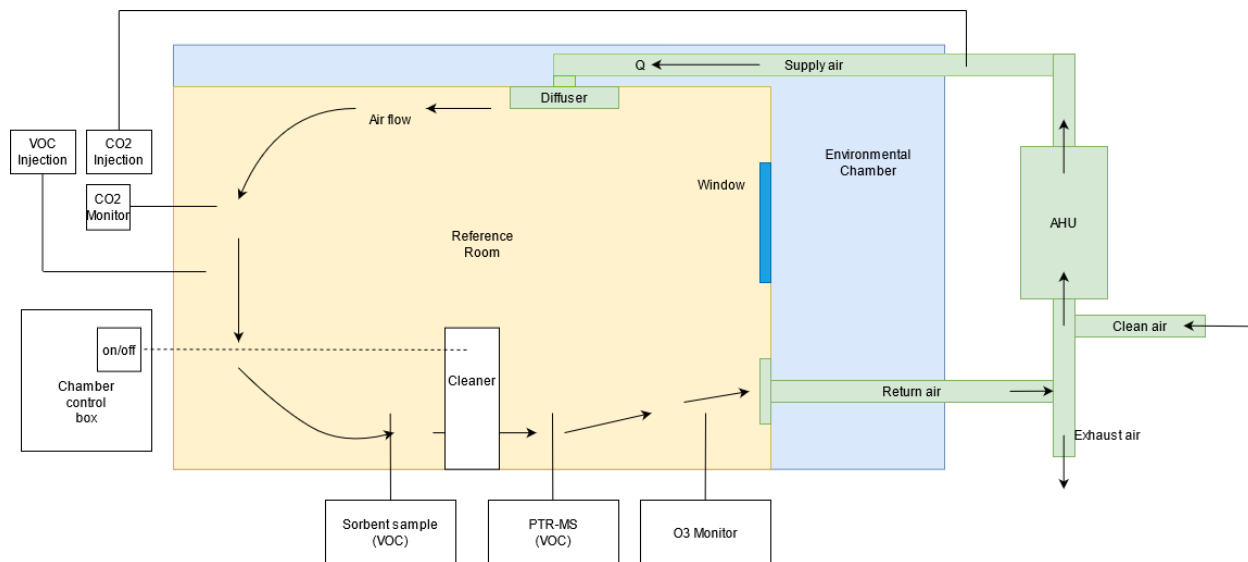 Q
Supply air
Diffuser
Air flow
VOC
Injection
CO2
Injection
Environmental
Chamber
Window
CO2
Monitor
AHU
Reference
Room
Clean air
on/off
Chamber
control
box
Cleaner
Return air
Exhaust air
Sorbent sample
(VOC)
PTR-MS
(VOC)
O3 Monitor